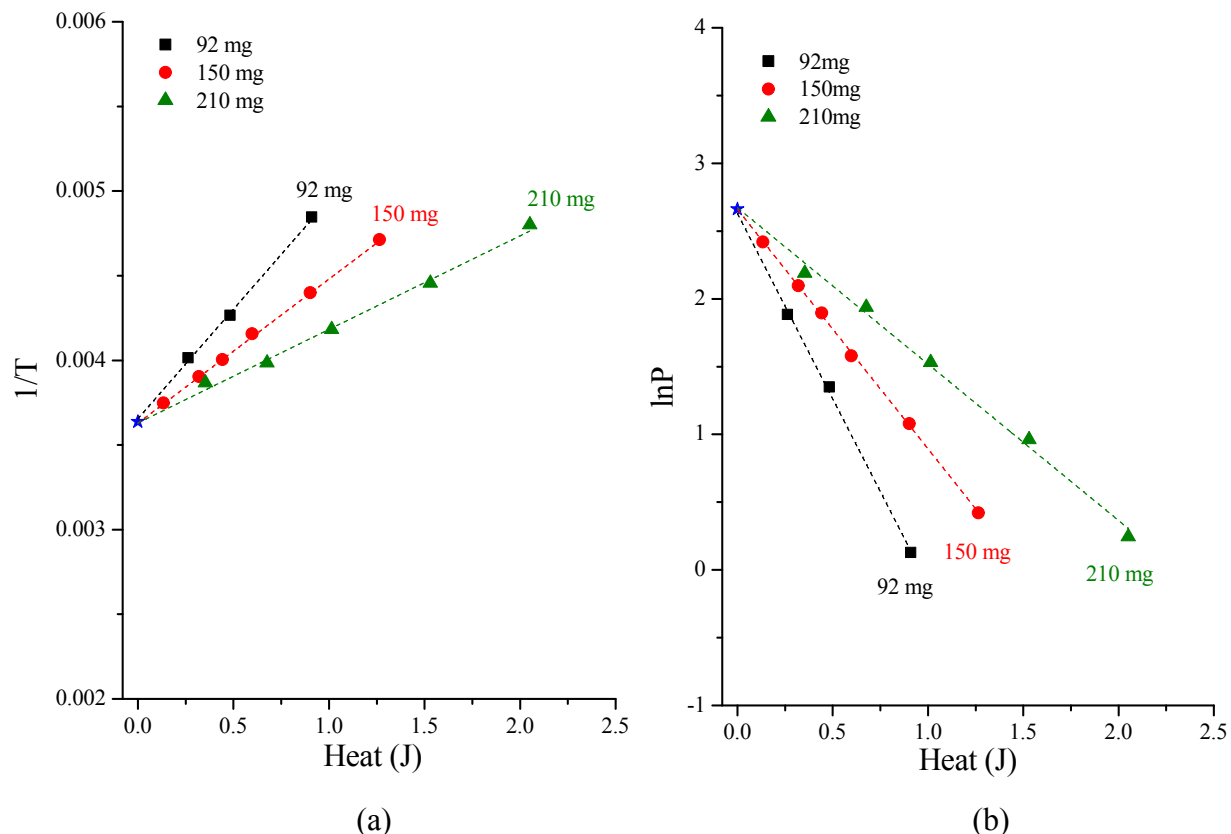 0.006
0.005
0.004
0.003
0.002
1/T
92 mg
150 mg
210 mg
92 mg
150 mg
210 mg
0.0 0.5 1.0 1.5 2.0 2.5
Heat (J)
(a)
4
3
2
1
0
-1
lnP
92mg
150mg
210mg
92 mg
150 mg
210 mg
0.0 0.5 1.0 1.5 2.0 2.5
Heat (J)
(b)